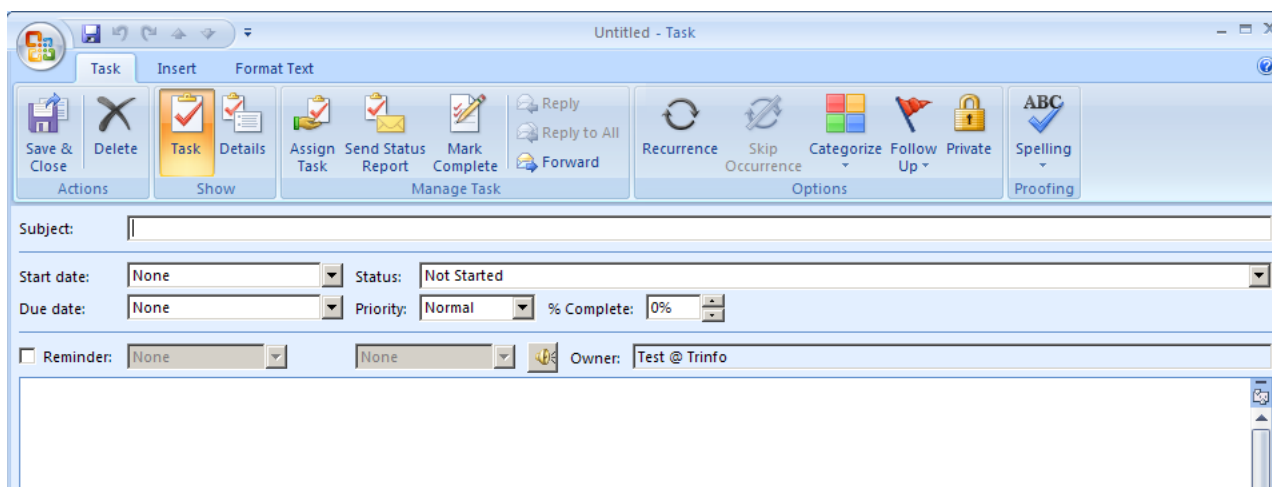 Untitled - Task
Task Insert Format Text
Save & Close
Delete
Task
Details
Assign Task
Send Status Report
Mark Complete
Reply
Reply to All
Forward
Recurrence
Skip Occurrence
Categorize
Follow Up
Private
ABC
Spelling
Actions Show Manage Task Options Proofing
Subject:
Start date: None Status: Not Started
Due date: None Priority: Normal % Complete: 0%
Reminder: None None Owner: Test @ Trinfo